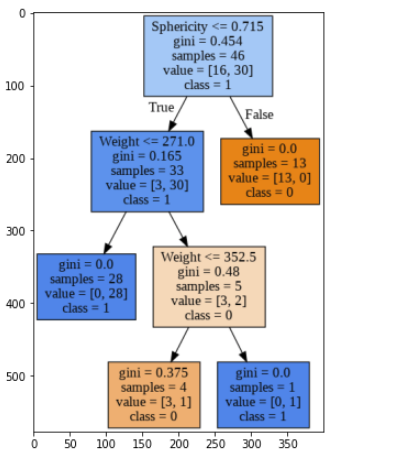 0
Sphericity <= 0.715
gini = 0.454
samples = 46
value = [16, 30]
class = 1
100
True
False
Weight <= 271.0
gini = 0.165
samples = 33
value = [3, 30]
class = 1
gini = 0.0
samples = 13
value = [13, 0]
class = 0
200
300
gini = 0.0
samples = 28
value = [0, 28]
class = 1
Weight <= 352.5
gini = 0.48
samples = 5
value = [3, 2]
class = 0
400
gini = 0.375
samples = 4
value = [3, 1]
class = 0
gini = 0.0
samples = 1
value = [0, 1]
class = 1
500
0 50 100 150 200 250 300 350